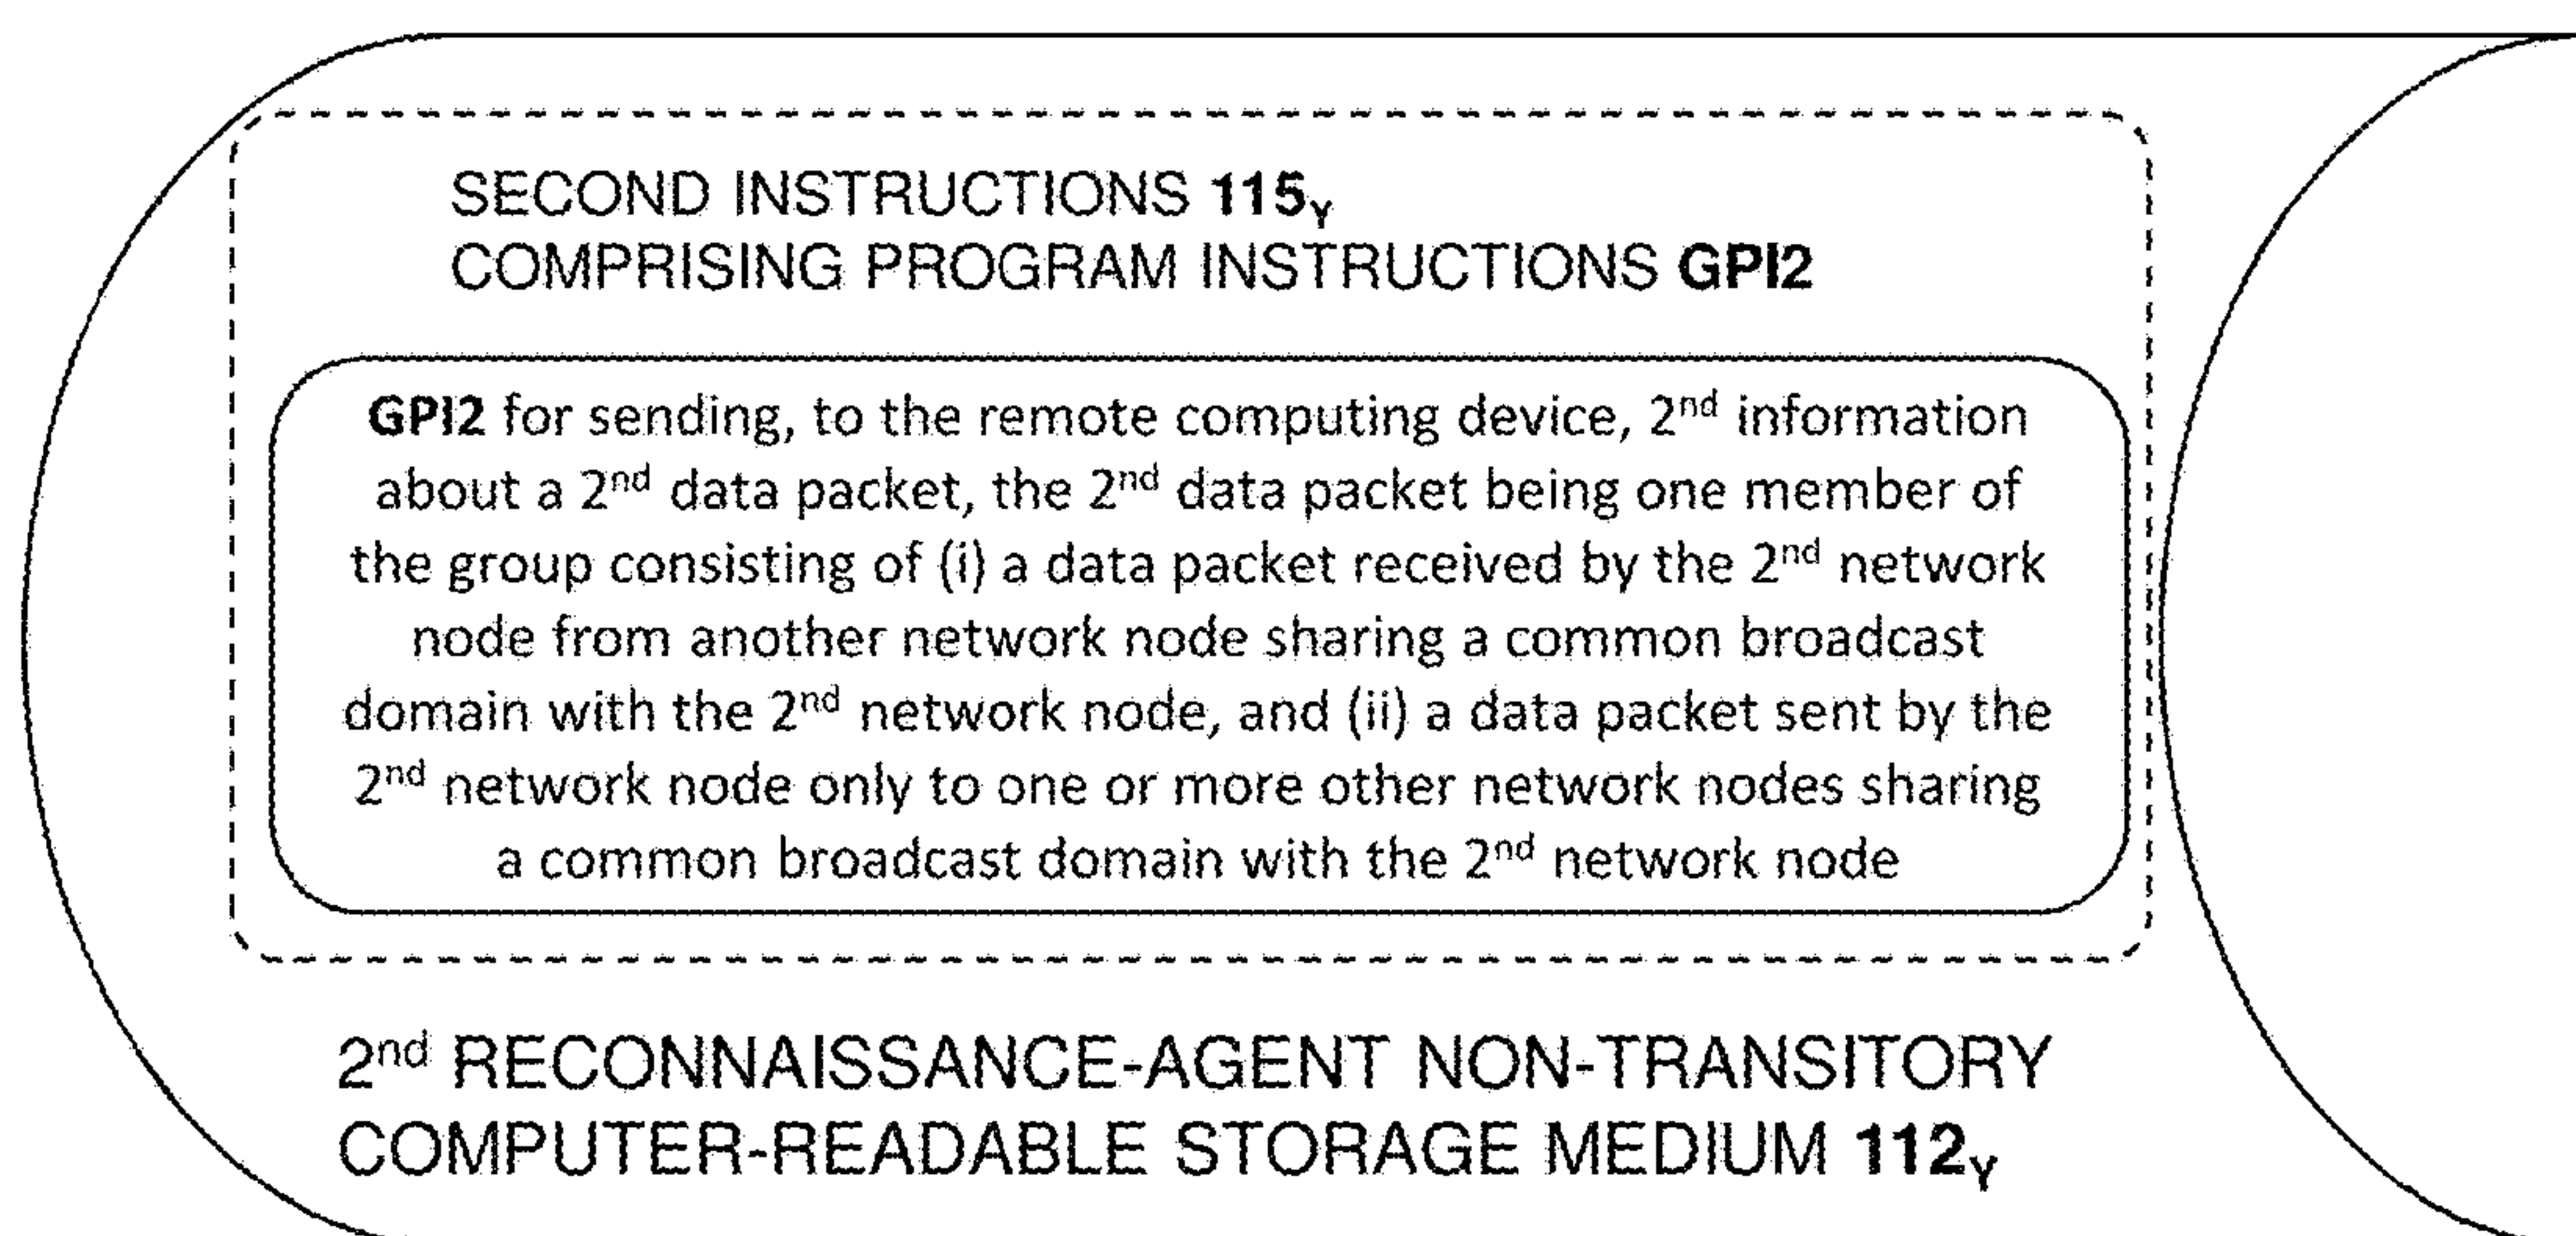 SECOND INSTRUCTIONS 115Y
COMPRISING PROGRAM INSTRUCTIONS GPI2
GPI2 for sending, to the remote computing device, 2nd information
about a 2nd data packet, the 2nd data packet being one member of
the group consisting of (i) a data packet received by the 2nd network
node from another network node sharing a common broadcast
domain with the 2nd network node, and (ii) a data packet sent by the
2nd network node only to one or more other network nodes sharing
a common broadcast domain with the 2nd network node
2nd RECONNAISSANCE-AGENT NON-TRANSITORY
COMPUTER-READABLE STORAGE MEDIUM 112Y